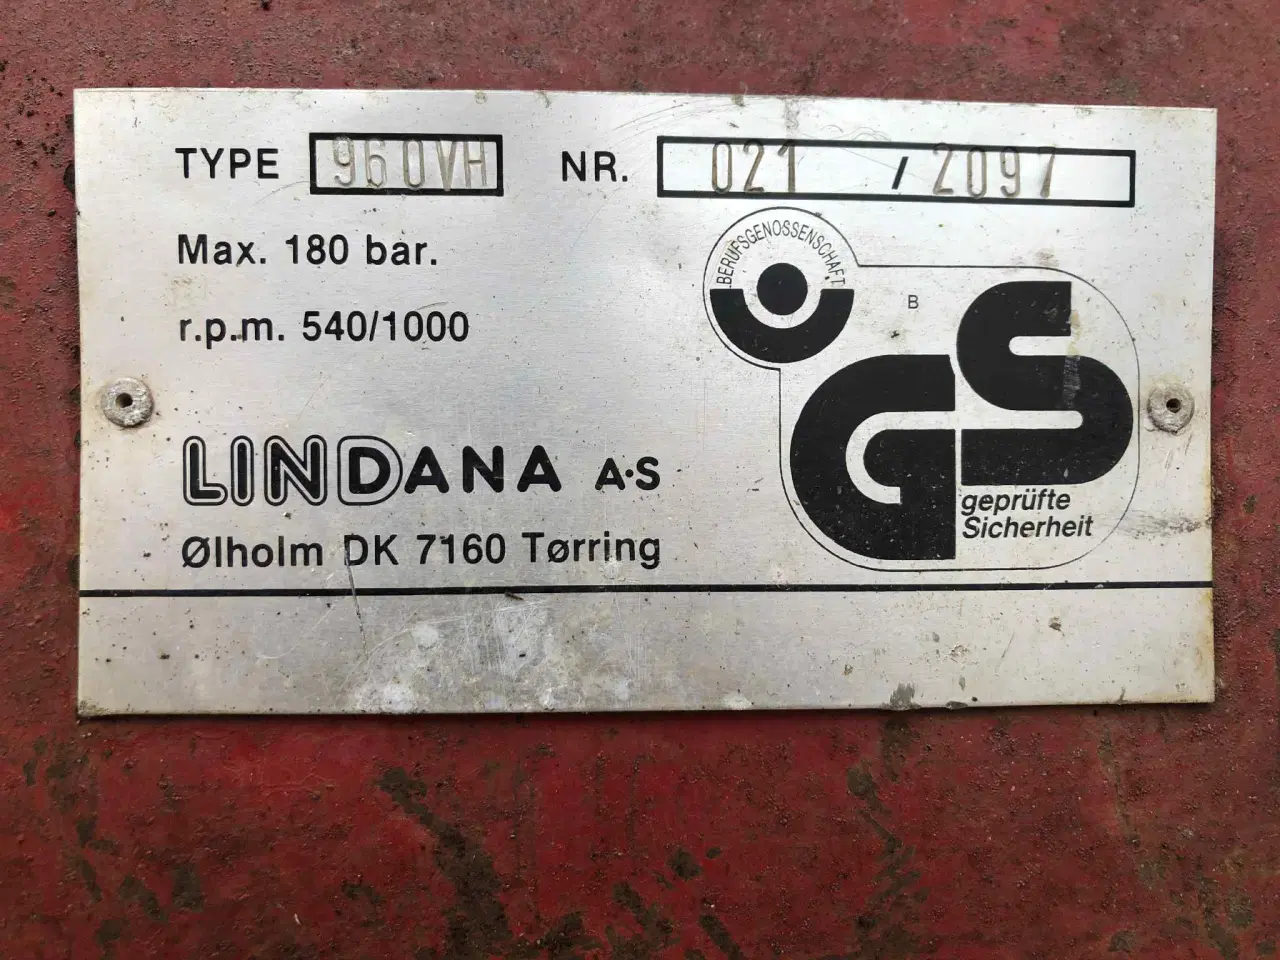 TYPE 960VH NR. 021 / 2097
Max. 180 bar.
r.p.m. 540/1000
BERUFSGENOSSENSCHAFT
B
GS
geprüfte
Sicherheit
LINDANA A·S
Ølholm DK 7160 Tørring